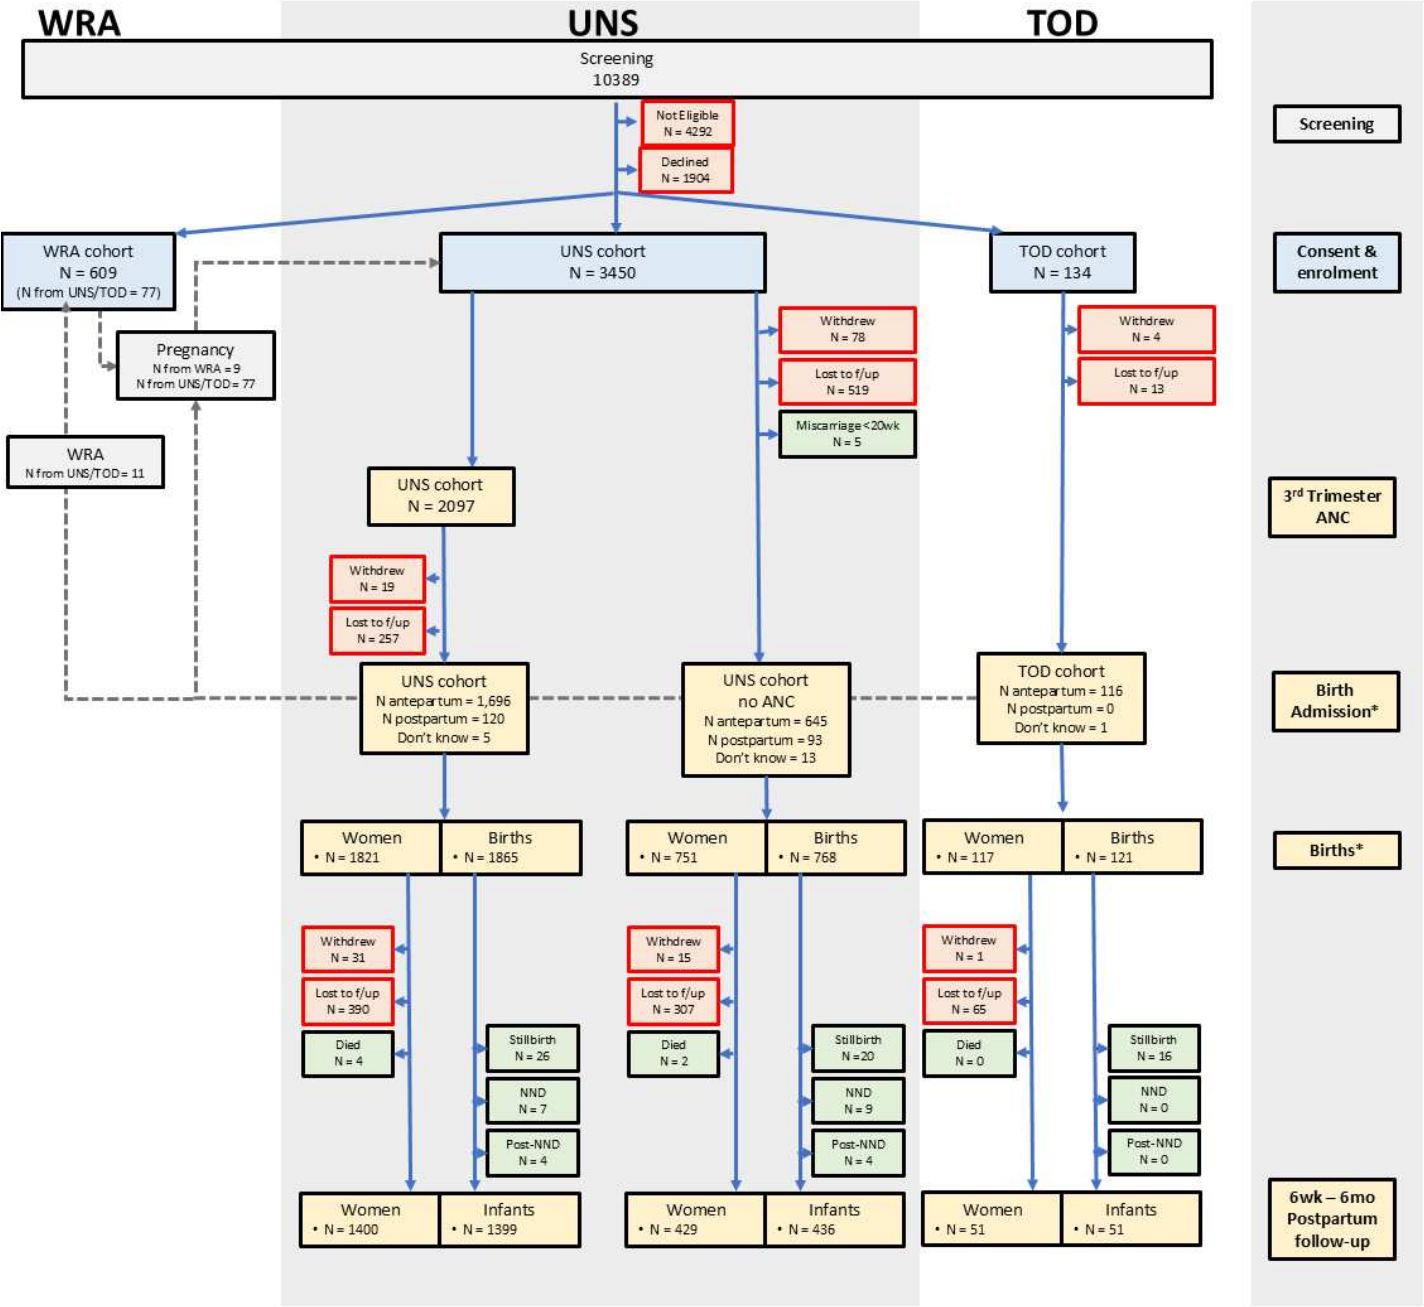 WRA
UNS
TOD
Screening
10389
Not Eligible
N = 4292
Declined
N = 1904
Screening
WRA cohort
N = 609
(N from UNS/TOD = 77)
UNS cohort
N = 3450
TOD cohort
N = 134
Consent &
enrolment
Pregnancy
N from WRA = 9
N from UNS/TOD = 77
Withdrew
N = 78
Lost to f/up
N = 519
Miscarriage <20wk
N = 5
Withdrew
N = 4
Lost to f/up
N = 13
WRA
N from UNS/TOD = 11
UNS cohort
N = 2097
3rd Trimester
ANC
Withdrew
N = 19
Lost to f/up
N = 257
UNS cohort
N antepartum = 1,696
N postpartum = 120
Don't know = 5
UNS cohort
no ANC
N antepartum = 645
N postpartum = 93
Don't know = 13
TOD cohort
N antepartum = 116
N postpartum = 0
Don't know = 1
Birth
Admission*
Women
• N = 1821
Births
• N = 1865
Women
• N = 751
Births
• N = 768
Women
• N = 117
Births
• N = 121
Births*
Withdrew
N = 31
Lost to f/up
N = 390
Died
N = 4
Stillbirth
N = 26
NND
N = 7
Post-NND
N = 4
Withdrew
N = 15
Lost to f/up
N = 307
Died
N = 2
Stillbirth
N =20
NND
N = 9
Post-NND
N = 4
Withdrew
N = 1
Lost to f/up
N = 65
Died
N = 0
Stillbirth
N = 16
NND
N = 0
Post-NND
N = 0
Women
• N = 1400
Infants
• N = 1399
Women
• N = 429
Infants
• N = 436
Women
• N = 51
Infants
• N = 51
6wk – 6mo
Postpartum
follow-up